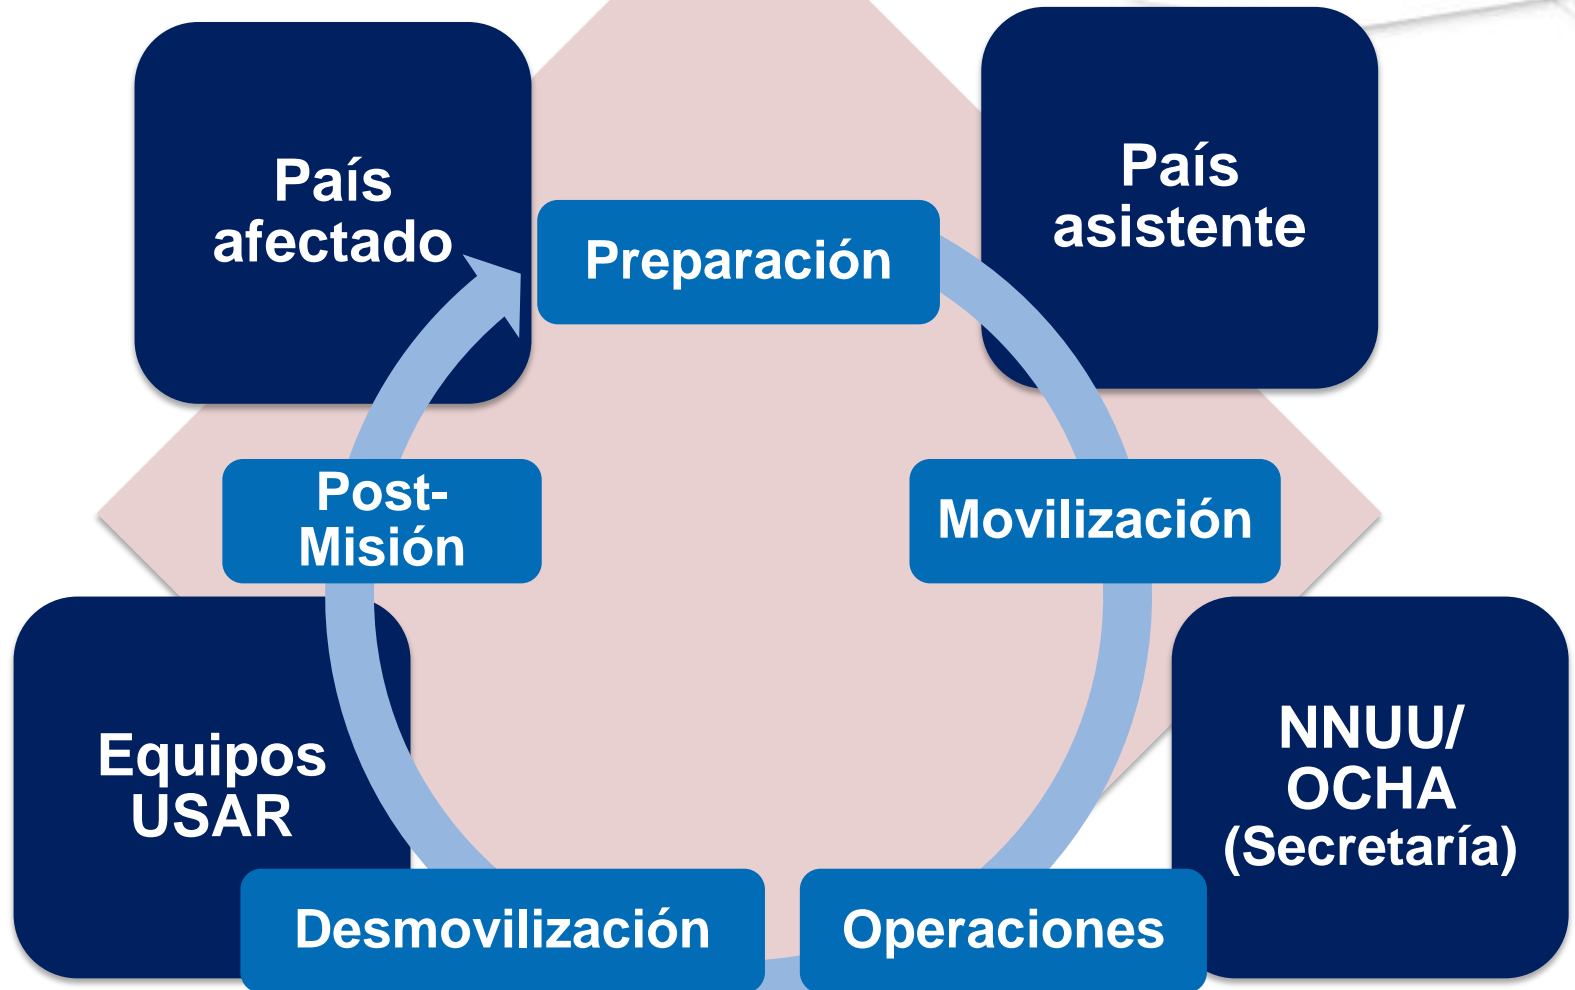 País
afectado
País
asistente
Preparación
Post-
Misión
Movilización
Equipos
USAR
NNUU/
OCHA
(Secretaría)
Desmovilización
Operaciones